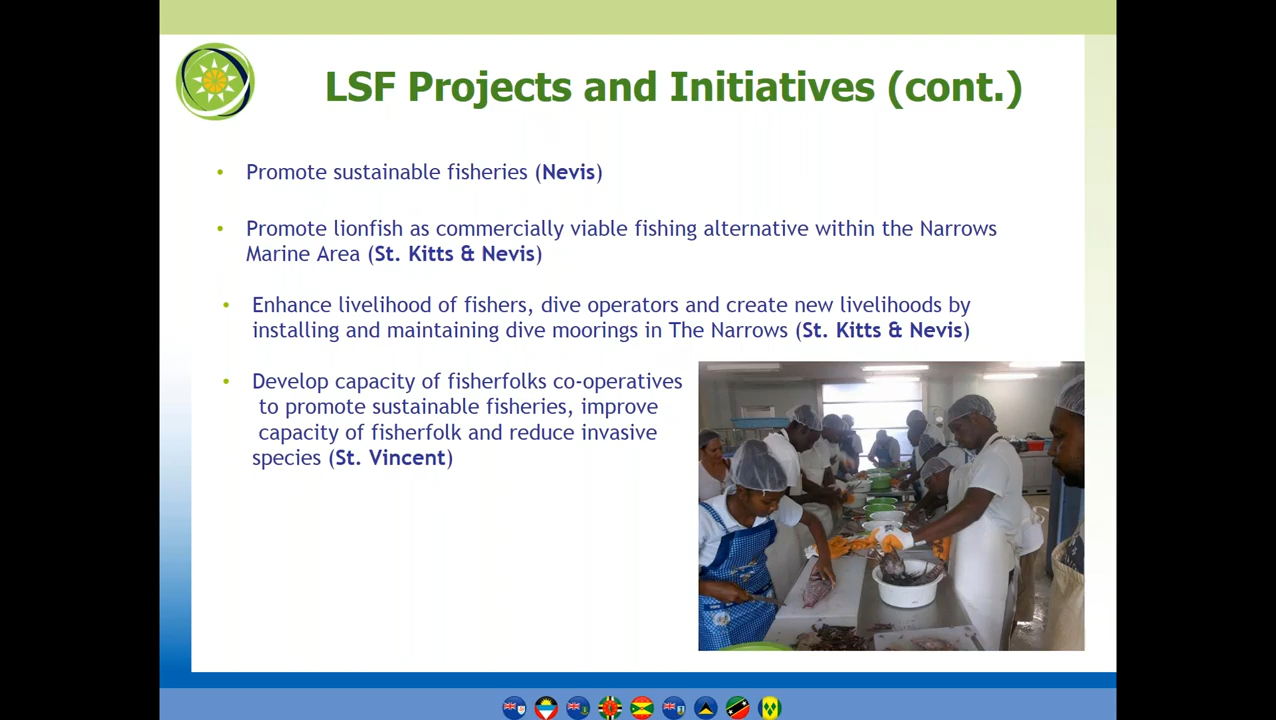 LSF Projects and Initiatives (cont.)
• Promote sustainable fisheries (Nevis)
• Promote lionfish as commercially viable fishing alternative within the Narrows
Marine Area (St. Kitts & Nevis)
• Enhance livelihood of fishers, dive operators and create new livelihoods by
installing and maintaining dive moorings in The Narrows (St. Kitts & Nevis)
• Develop capacity of fisherfolks co-operatives
to promote sustainable fisheries, improve
capacity of fisherfolk and reduce invasive
species (St. Vincent)